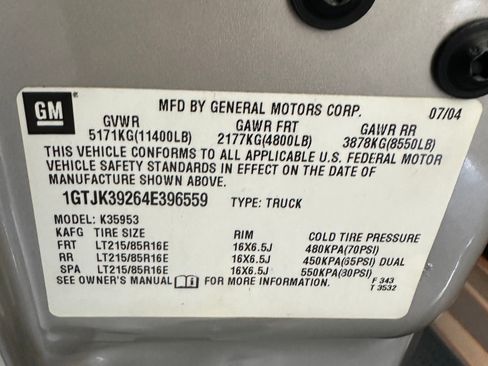 GM
MFD BY GENERAL MOTORS CORP. 07/04
GVWR GAWR FRT GAWR RR
5171KG(11400LB) 2177KG(4800LB) 3878KG(8550LB)
THIS VEHICLE CONFORMS TO ALL APPLICABLE U.S. FEDERAL MOTOR
VEHICLE SAFETY STANDARDS IN EFFECT ON THE DATE OF
MANUFACTURE SHOWN ABOVE.
1GTJK39264E396559 TYPE: TRUCK
MODEL: K35953
KAFG TIRE SIZE RIM COLD TIRE PRESSURE
FRT LT215/85R16E 16X6.5J 480KPA(70PSI)
RR LT215/85R16E 16X6.5J 450KPA(65PSI) DUAL
SPA LT215/85R16E 16X6.5J 550KPA(80PSI)
SEE OWNER'S MANUAL FOR MORE INFORMATION. F 343
T 3532